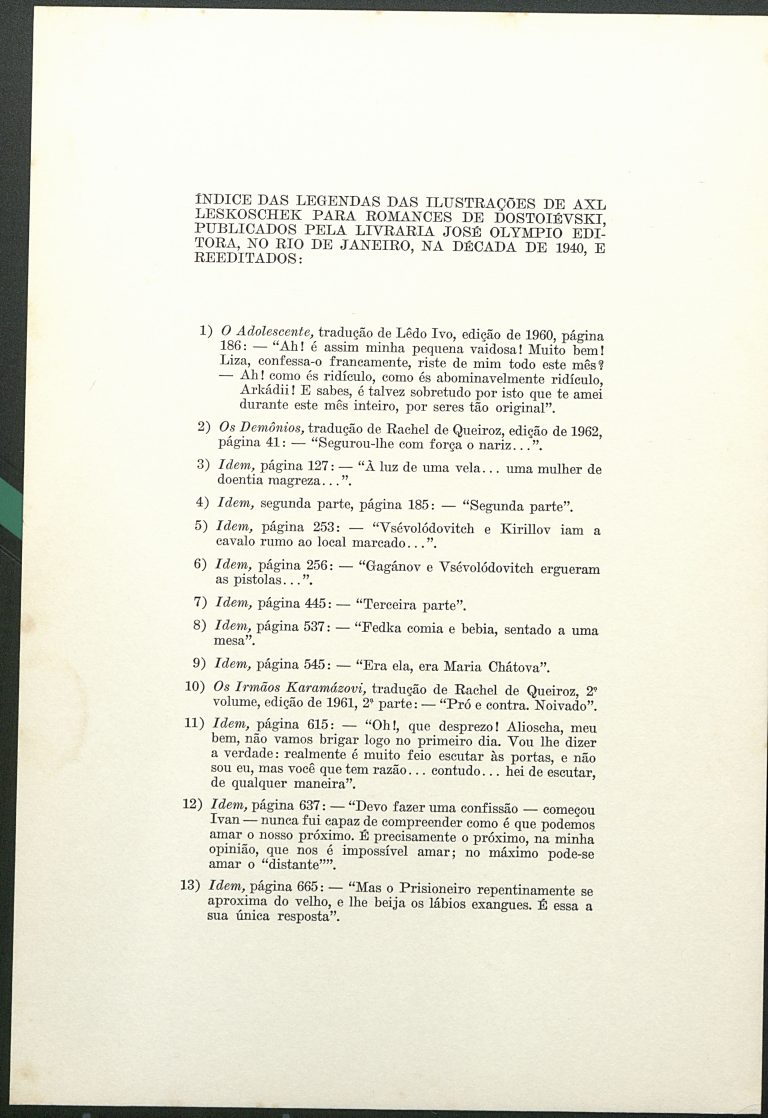 ÍNDICE DAS LEGENDAS DAS ILUSTRAÇÕES DE AXL
LESKOSCHEK PARA ROMANCES DE DOSTOIÉVSKI,
PUBLICADOS PELA LIVRARIA JOSÉ OLYMPIO EDI-
TORA, NO RIO DE JANEIRO, NA DÉCADA DE 1940, E
REEDITADOS:
1) O Adolescente, tradução de Lêdo Ivo, edição de 1960, página
186: — “Ah! é assim minha pequena vaidosa! Muito bem!
Liza, confessa-o francamente, riste de mim todo este mês?
— Ah! como és ridículo, como és abominavelmente ridículo,
Arkádii! E sabes, é talvez sobretudo por isto que te amei
durante este mês inteiro, por seres tão original”.
2) Os Demônios, tradução de Rachel de Queiroz, edição de 1962,
página 41: — “Segurou-lhe com força o nariz...”.
3) Idem, página 127: — “À luz de uma vela... uma mulher de
doentia magreza...”.
4) Idem, segunda parte, página 185: — “Segunda parte”.
5) Idem, página 253: — “Vsévolódovitch e Kirillov iam a
cavalo rumo ao local marcado...”.
6) Idem, página 256: — “Gagánov e Vsévolódovitch ergueram
as pistolas...”.
7) Idem, página 445: — “Terceira parte”.
8) Idem, página 537: — “Fedka comia e bebia, sentado a uma
mesa”.
9) Idem, página 545: — “Era ela, era Maria Chátova”.
10) Os Irmãos Karamázovi, tradução de Rachel de Queiroz, 2º
volume, edição de 1961, 2ª parte: — “Pró e contra. Noivado”.
11) Idem, página 615: — “Oh!, que desprezo! Alioscha, meu
bem, não vamos brigar logo no primeiro dia. Vou lhe dizer
a verdade: realmente é muito feio escutar às portas, e não
sou eu, mas você que tem razão... contudo... hei de escutar,
de qualquer maneira”.
12) Idem, página 637: — “Devo fazer uma confissão — começou
Ivan — nunca fui capaz de compreender como é que podemos
amar o nosso próximo. É precisamente o próximo, na minha
opinião, que nos é impossível amar; no máximo pode-se
amar o “distante””.
13) Idem, página 665: — “Mas o Prisioneiro repentinamente se
aproxima do velho, e lhe beija os lábios exangues. É essa a
sua única resposta”.